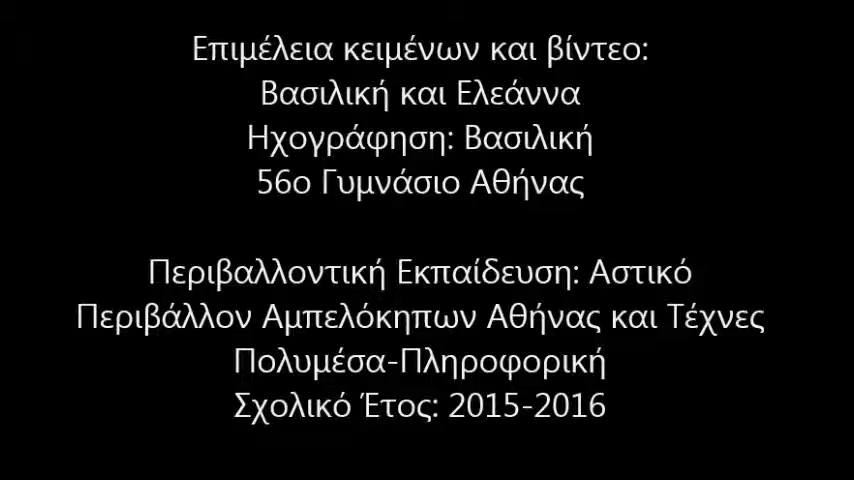 Επιμέλεια κειμένων και βίντεο:
Βασιλική και Ελεάννα
Ηχογράφηση: Βασιλική
56ο Γυμνάσιο Αθήνας
Περιβαλλοντική Εκπαίδευση: Αστικό
Περιβάλλον Αμπελόκηπων Αθήνας και Τέχνες
Πολυμέσα-Πληροφορική
Σχολικό Έτος: 2015-2016